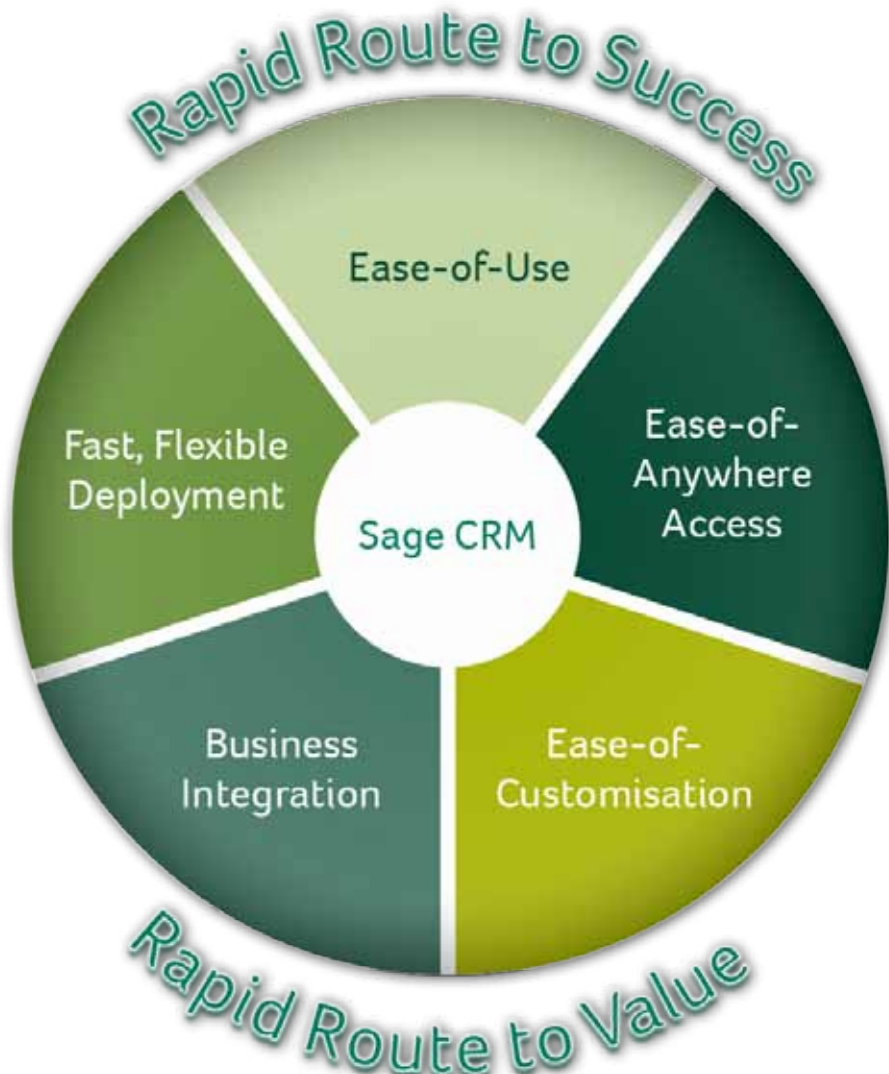 Rapid Route to Success
Ease-of-Use
Ease-of-
Anywhere
Access
Fast, Flexible
Deployment
Sage CRM
Business
Integration
Ease-of-
Customisation
Rapid Route to Value